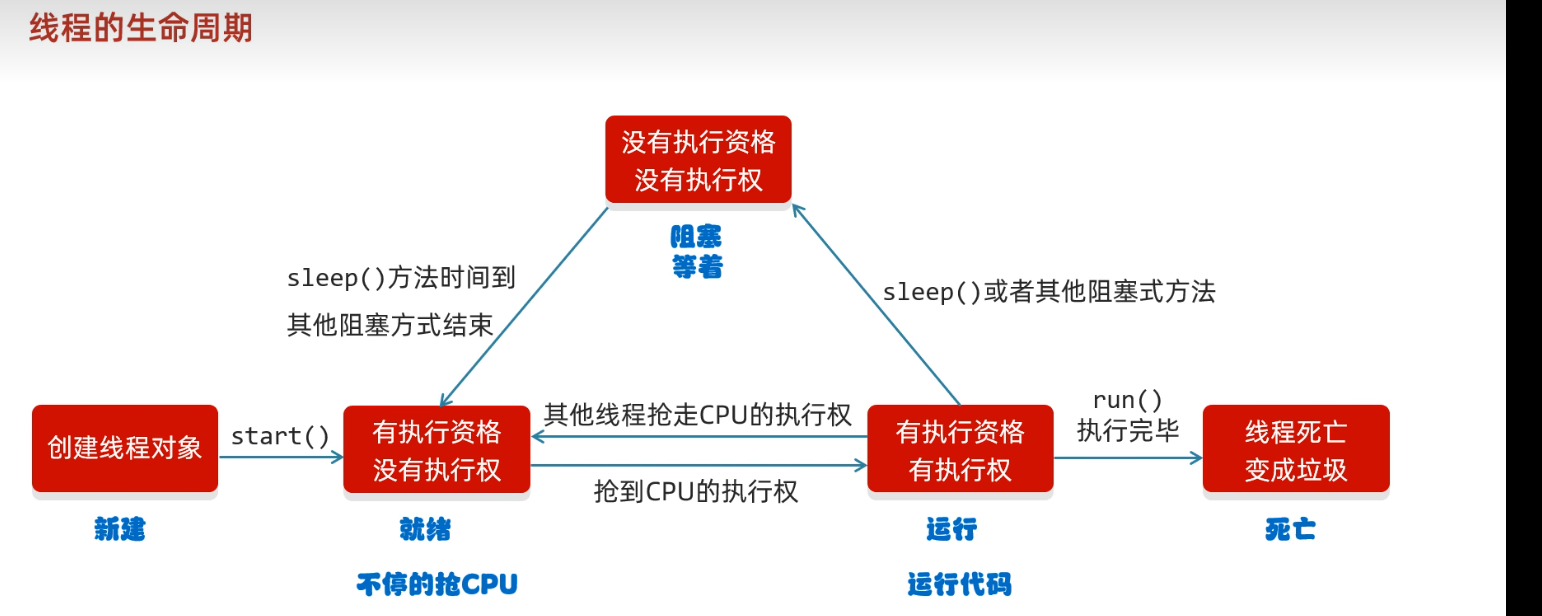 线程的生命周期
没有执行资格
没有执行权
阻塞
等着
sleep()方法时间到
其他阻塞方式结束
sleep()或者其他阻塞式方法
创建线程对象
新建
start()
有执行资格
没有执行权
就绪
不停的抢CPU
其他线程抢走CPU的执行权
抢到CPU的执行权
有执行资格
有执行权
运行
运行代码
run()
执行完毕
线程死亡
变成垃圾
死亡